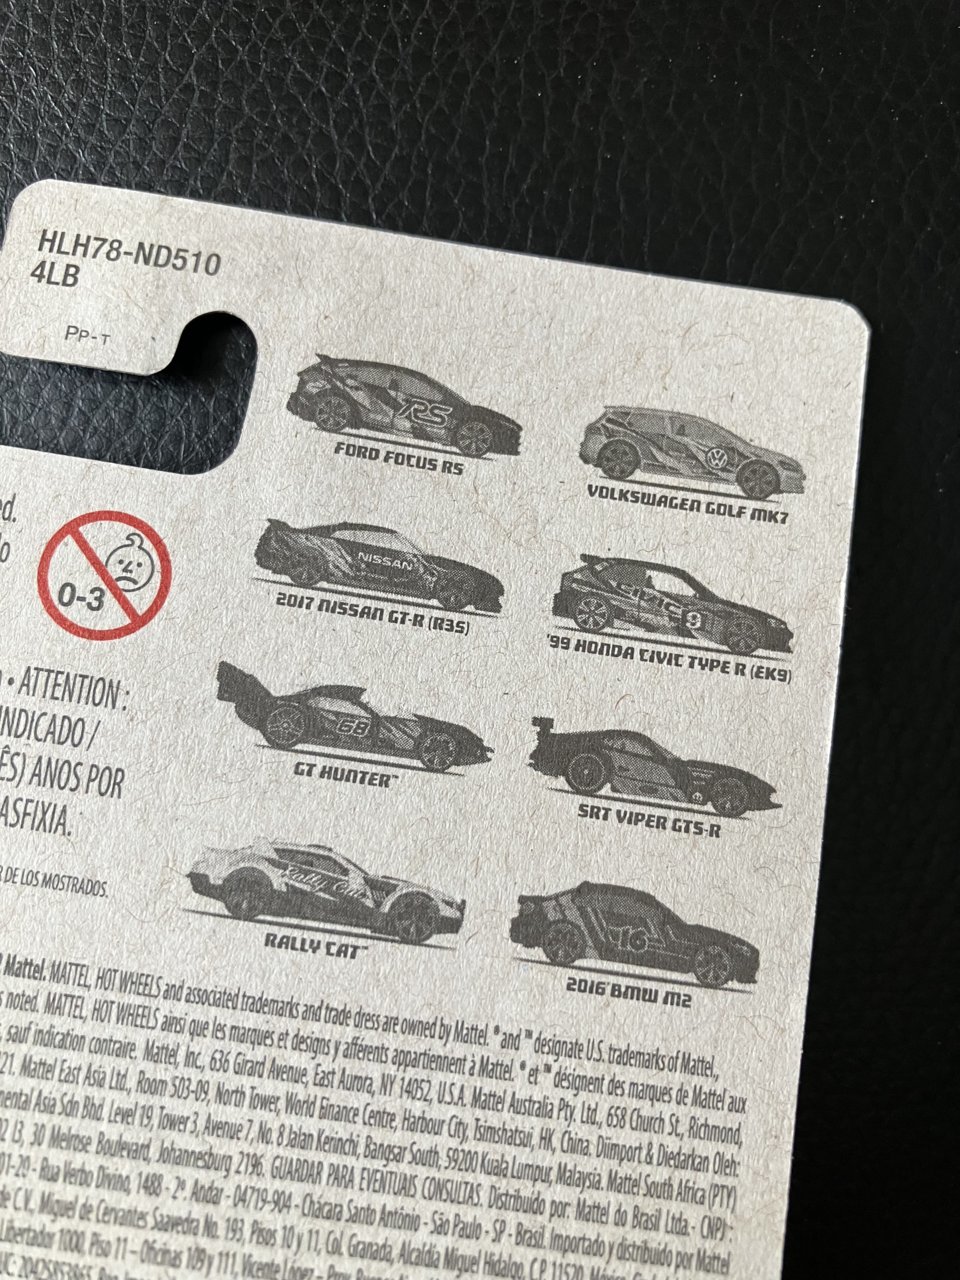 HLH78-ND510
4LB
PP-T
RS
FORD FOCUS RS
VOLKSWAGEN GOLF MK7
NISSAN
2017 NISSAN GT-R (R35)
CIVIC 9
'99 HONDA CIVIC TYPE R (EK9)
68
GT HUNTER™
SRT VIPER GTS-R
Rally Cat
RALLY CAT™
16
2016 BMW M2
ed.
0-3
• ATTENTION :
INDICADO /
ÊS) ANOS POR
ASFIXIA.
DE LOS MOSTRADOS.
Mattel. MATTEL, HOT WHEELS and associated trademarks and trade dress are owned by Mattel. ® and ™ designate U.S. trademarks of Mattel,
s noted. MATTEL, HOT WHEELS ainsi que les marques et designs y afférents appartiennent à Mattel. ® et ™ désignent des marques de Mattel aux
, sauf indication contraire. Mattel, Inc., 636 Girard Avenue, East Aurora, NY 14052, U.S.A. Mattel Australia Pty. Ltd., 658 Church St., Richmond,
21. Mattel East Asia Ltd., Room 503-09, North Tower, World Finance Centre, Harbour City, Tsimshatsui, HK, China. Diimport & Diedarkan Oleh:
nental Asia Sdn Bhd. Level 19, Tower 3, Avenue 7, No. 8 Jalan Kerinchi, Bangsar South, 59200 Kuala Lumpur, Malaysia. Mattel South Africa (PTY)
02 I3, 30 Melrose Boulevard, Johannesburg 2196. GUARDAR PARA EVENTUAIS CONSULTAS. Distribuido por: Mattel do Brasil Ltda.- CNPJ :
01-20 - Rua Verbo Divino, 1488 - 2º. Andar - 04719-904 - Chácara Santo Antônio - São Paulo - SP - Brasil. Importado y distribuido por Mattel
de C.V., Miguel de Cervantes Saavedra No. 193, Pisos 10 y 11, Col. Granada, Alcaldía Miguel Hidalgo, C.P. 11520, México
Libertador 1000, Piso 11 – Oficinas 109 y 111, Vicente López –